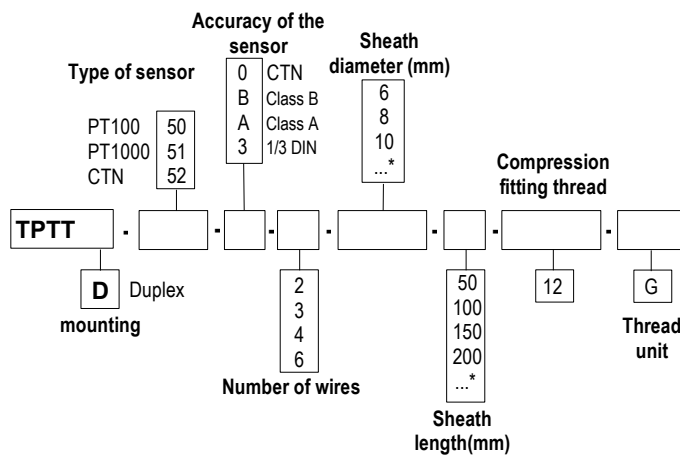 Accuracy of the
sensor
Type of sensor
Sheath
diameter (mm)
0 CTN
B Class B
A Class A
3 1/3 DIN
PT100 50
PT1000 51
CTN 52
6
8
10
...*
Compression
fitting thread
TPTT - - - - - - -
D Duplex
mounting
2
3
4
6
Number of wires
50
100
150
200
...*
Sheath
length(mm)
12
G
Thread
unit